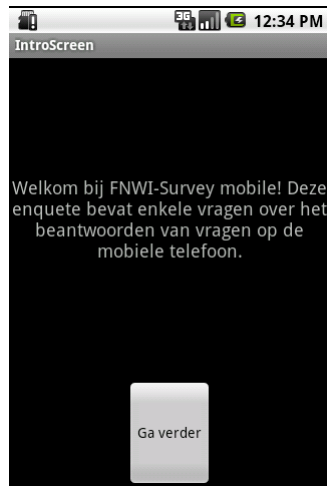 3G 12:34 PM
IntroScreen
Welkom bij FNWI-Survey mobile! Deze
enquete bevat enkele vragen over het
beantwoorden van vragen op de
mobiele telefoon.
Ga verder